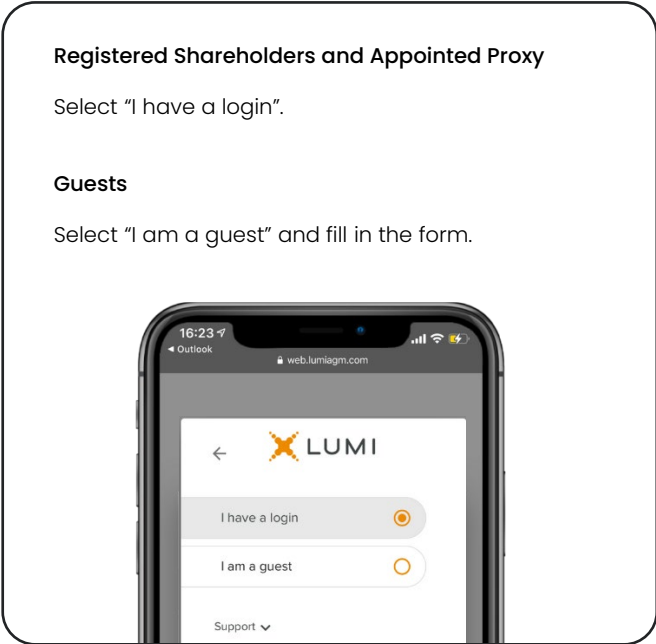 Registered Shareholders and Appointed Proxy
Select “I have a login”.
Guests
Select “I am a guest” and fill in the form.
16:23
◄ Outlook
web.lumiagm.com
LUMI
I have a login
I am a guest
Support